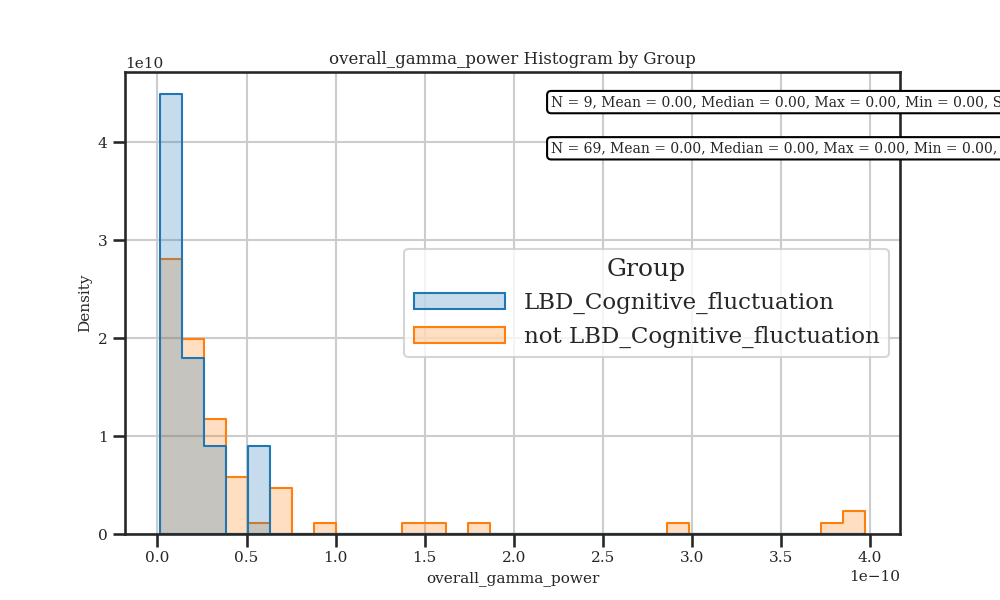 overall_gamma_power Histogram by Group
1e10
N = 9, Mean = 0.00, Median = 0.00, Max = 0.00, Min = 0.00, S
4
N = 69, Mean = 0.00, Median = 0.00, Max = 0.00, Min = 0.00,
3
Group
LBD_Cognitive_fluctuation
not LBD_Cognitive_fluctuation
Density
2
1
0
0.0 0.5 1.0 1.5 2.0 2.5 3.0 3.5 4.0
overall_gamma_power
1e−10